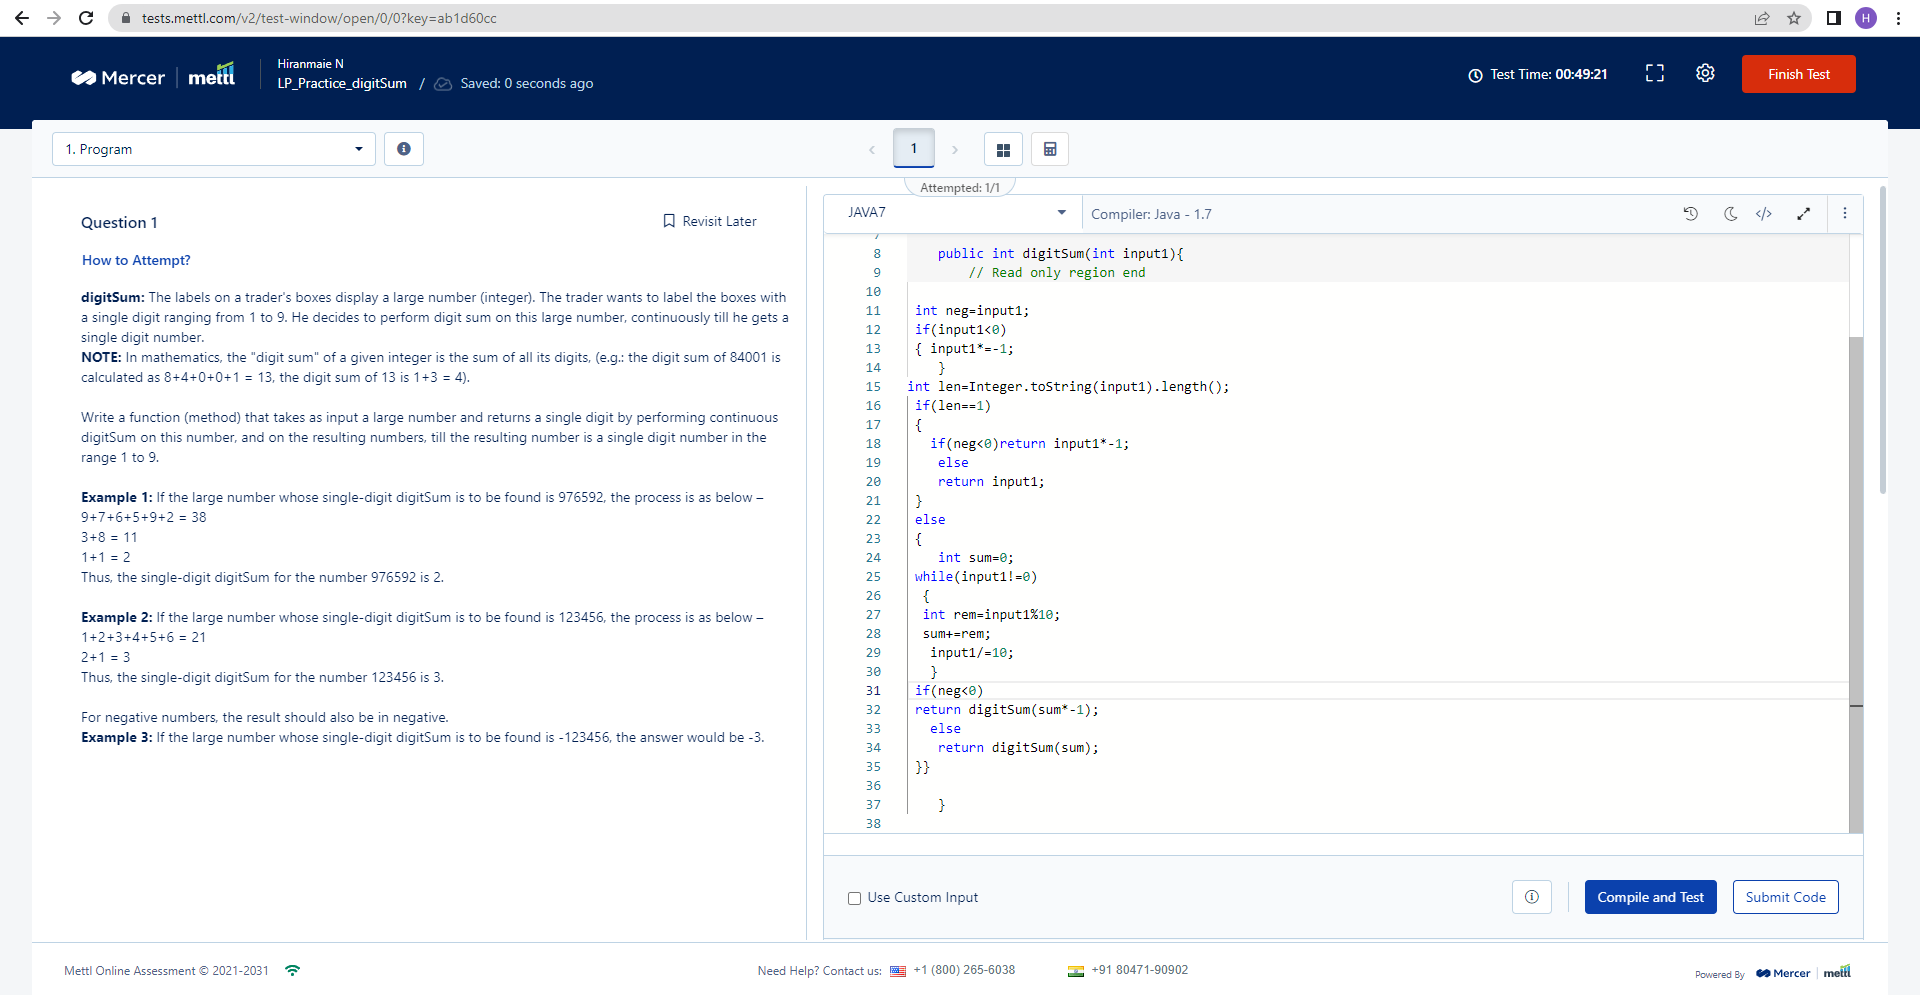 tests.mettl.com/v2/test-window/open/0/0?key=ab1d60cc
H
Mercer | mettl
Hiranmaie N
LP_Practice_digitSum / Saved: 0 seconds ago
Test Time: 00:49:21
Finish Test
1. Program
1
Attempted: 1/1
Question 1
Revisit Later
How to Attempt?
digitSum: The labels on a trader's boxes display a large number (integer). The trader wants to label the boxes with
a single digit ranging from 1 to 9. He decides to perform digit sum on this large number, continuously till he gets a
single digit number.
NOTE: In mathematics, the "digit sum" of a given integer is the sum of all its digits, (e.g.: the digit sum of 84001 is
calculated as 8+4+0+0+1 = 13, the digit sum of 13 is 1+3 = 4).
Write a function (method) that takes as input a large number and returns a single digit by performing continuous
digitSum on this number, and on the resulting numbers, till the resulting number is a single digit number in the
range 1 to 9.
Example 1: If the large number whose single-digit digitSum is to be found is 976592, the process is as below –
9+7+6+5+9+2 = 38
3+8 = 11
1+1 = 2
Thus, the single-digit digitSum for the number 976592 is 2.
Example 2: If the large number whose single-digit digitSum is to be found is 123456, the process is as below –
1+2+3+4+5+6 = 21
2+1 = 3
Thus, the single-digit digitSum for the number 123456 is 3.
For negative numbers, the result should also be in negative.
Example 3: If the large number whose single-digit digitSum is to be found is -123456, the answer would be -3.
JAVA7
Compiler: Java - 1.7
7
8 public int digitSum(int input1){
9 // Read only region end
10
11 int neg=input1;
12 if(input1<0)
13 { input1*=-1;
14 }
15 int len=Integer.toString(input1).length();
16 if(len==1)
17 {
18 if(neg<0)return input1*-1;
19 else
20 return input1;
21 }
22 else
23 {
24 int sum=0;
25 while(input1!=0)
26 {
27 int rem=input1%10;
28 sum+=rem;
29 input1/=10;
30 }
31 if(neg<0)
32 return digitSum(sum*-1);
33 else
34 return digitSum(sum);
35 }}
36
37 }
38
Use Custom Input
Compile and Test
Submit Code
Mettl Online Assessment © 2021-2031
Need Help? Contact us: +1 (800) 265-6038
+91 80471-90902
Powered By Mercer | mettl